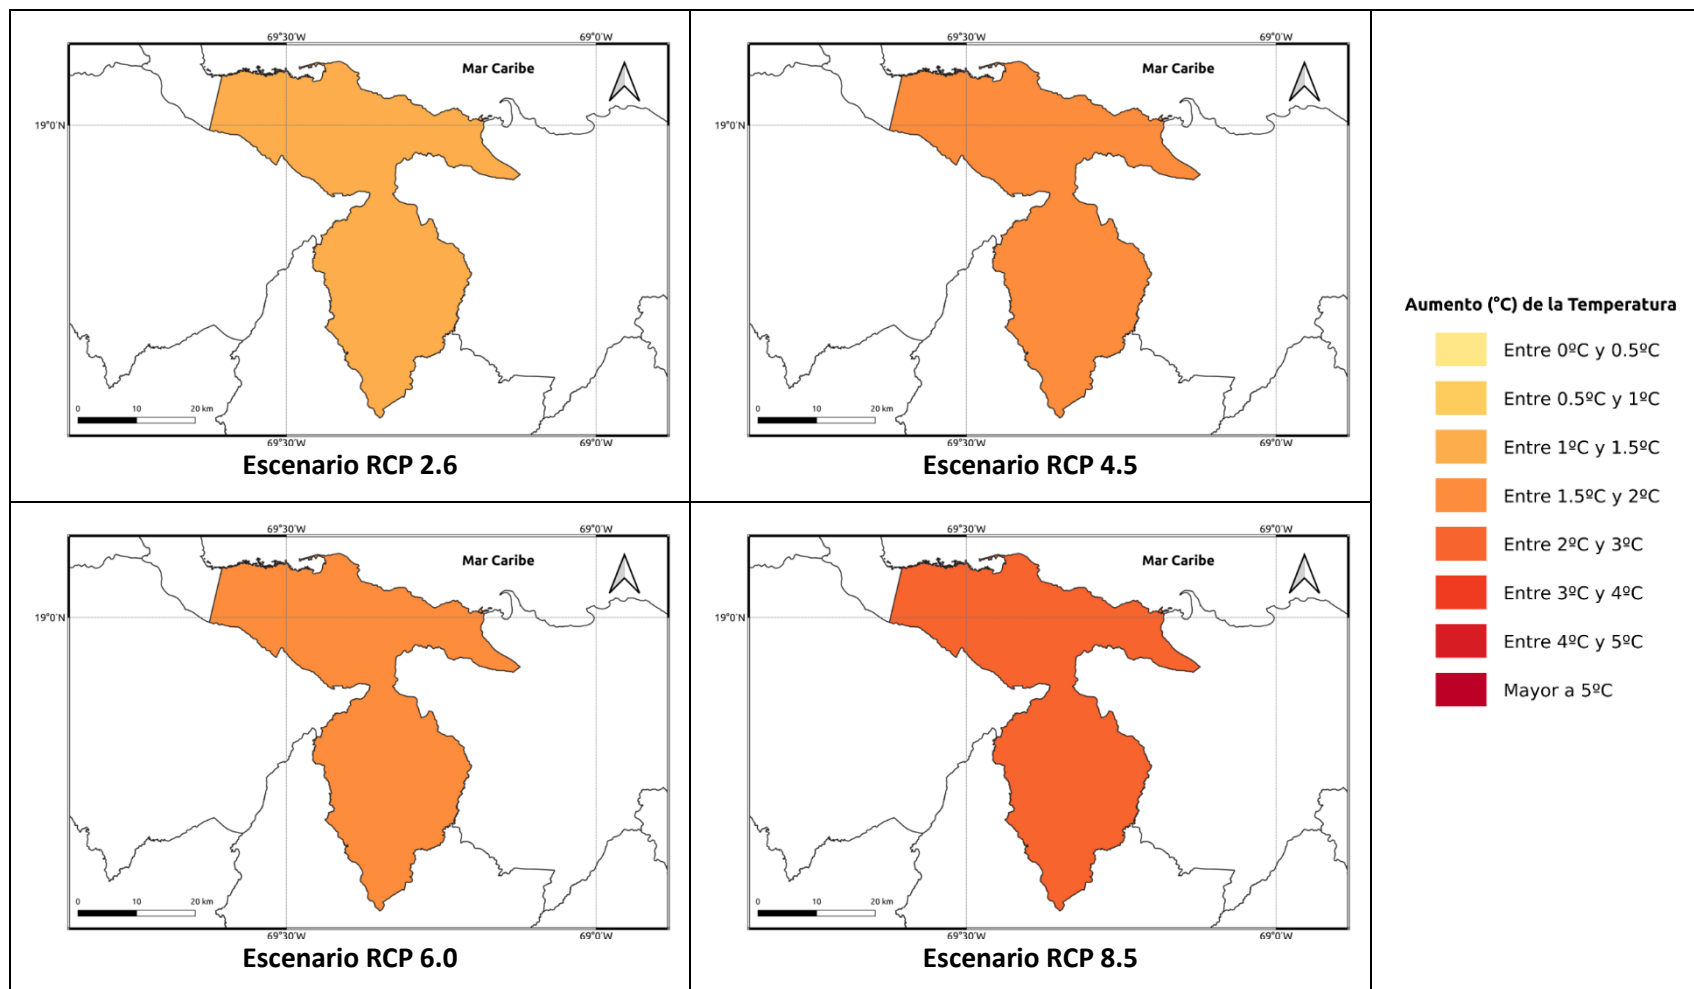 69°30'W 69°0'W
Mar Caribe
19°0'N
0 10 20 km
69°30'W 69°0'W
Escenario RCP 2.6
69°30'W 69°0'W
Mar Caribe
19°0'N
0 10 20 km
69°30'W 69°0'W
Escenario RCP 4.5
69°30'W 69°0'W
Mar Caribe
19°0'N
0 10 20 km
69°30'W 69°0'W
Escenario RCP 6.0
69°30'W 69°0'W
Mar Caribe
19°0'N
0 10 20 km
69°30'W 69°0'W
Escenario RCP 8.5
Aumento (°C) de la Temperatura
Entre 0ºC y 0.5ºC
Entre 0.5ºC y 1ºC
Entre 1ºC y 1.5ºC
Entre 1.5ºC y 2ºC
Entre 2ºC y 3ºC
Entre 3ºC y 4ºC
Entre 4ºC y 5ºC
Mayor a 5ºC